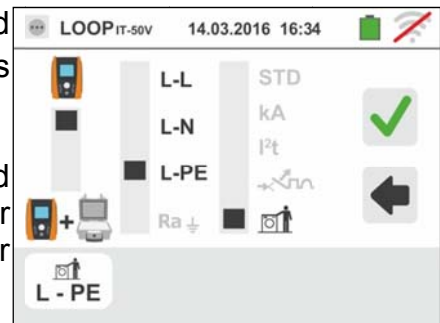 d
s
d
r
r
LOOP IT-50V 14.03.2016 16:34
L-L
L-N
L-PE
Ra
STD
kA
I²t
+
L - PE